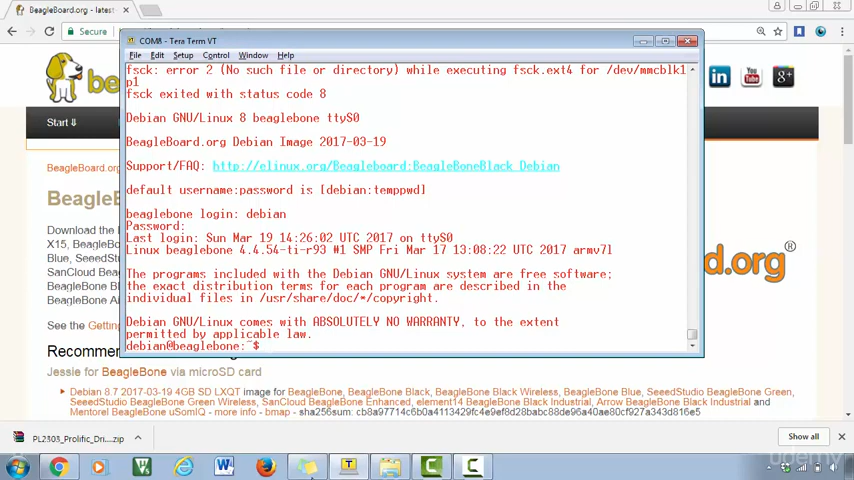 BeagleBoard.org - latest-
Secure
COM8 - Tera Term VT
File Edit Setup Control Window Help
fsck: error 2 (No such file or directory) while executing fsck.ext4 for /dev/mmcblk1
p1
fsck exited with status code 8
Debian GNU/Linux 8 beaglebone ttyS0
BeagleBoard.org Debian Image 2017-03-19
Support/FAQ: http://elinux.org/Beagleboard:BeagleBoneBlack_Debian
default username:password is [debian:temppwd]
beaglebone login: debian
Password:
Last login: Sun Mar 19 14:26:02 UTC 2017 on ttyS0
Linux beaglebone 4.4.54-ti-r93 #1 SMP Fri Mar 17 13:08:22 UTC 2017 armv7l
The programs included with the Debian GNU/Linux system are free software;
the exact distribution terms for each program are described in the
individual files in /usr/share/doc/*/copyright.
Debian GNU/Linux comes with ABSOLUTELY NO WARRANTY, to the extent
permitted by applicable law.
debian@beaglebone:~$
in You Tube g+
be
Start
BeagleBoard
Beag
d.org®
Download the
X15, BeagleBo
Blue, SeeedSt
SanCloud Beag
BeagleBone Ai
See the Gettin
Recommen
Jessie for BeagleBone via microSD card
Debian 8.7 2017-03-19 4GB SD LXQT image for BeagleBone, BeagleBone Black, BeagleBone Black Wireless, BeagleBone Blue, SeeedStudio BeagleBone Green,
SeeedStudio BeagleBone Green Wireless, SanCloud BeagleBone Enhanced, element14 BeagleBone Black Industrial, Arrow BeagleBone Black Industrial and
Mentorel BeagleBone uSomIQ - more info - bmap - sha256sum: cb8a97714c6b0a4113429fc4e9ef8d28babc88de96a40ae80cf927a343d816e5
PL2303_Prolific_Dri....zip
Show all
udemy